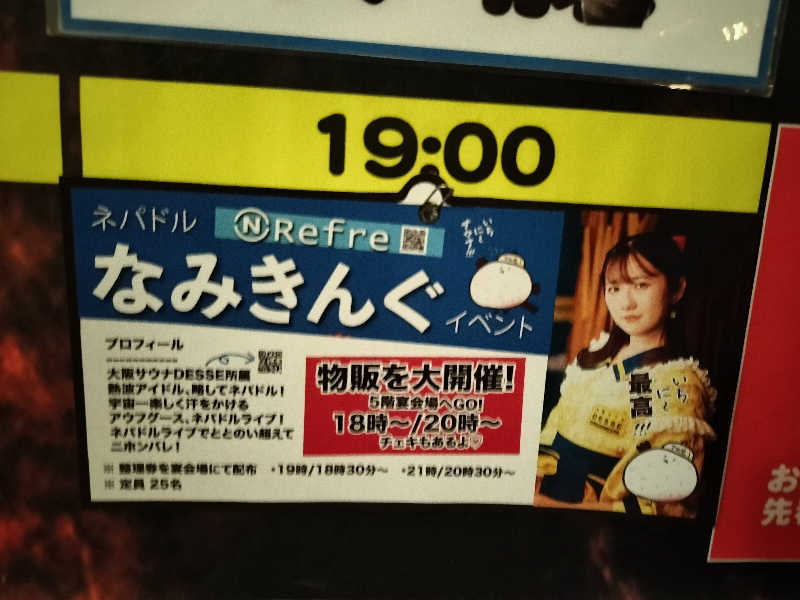 19:00
ネパドル
N Refre
なみきんぐ
イベント
いち
にく
プロフィール
-----------
大阪サウナDESSE所属
熱波アイドル、略してネパドル!
宇宙一楽しく汗をかける
アウフグース、ネパドルライブ!
ネパドルライブでととのい超えて
ニホンバレ!
物販を大開催!
5階宴会場へGO!
18時〜/20時〜
チェキもあるよ♡
※ 整理券を宴会場にて配布 •19時/18時30分〜 •21時/20時30分〜
※ 定員 25名
いち
にく
最高!!!
お
先